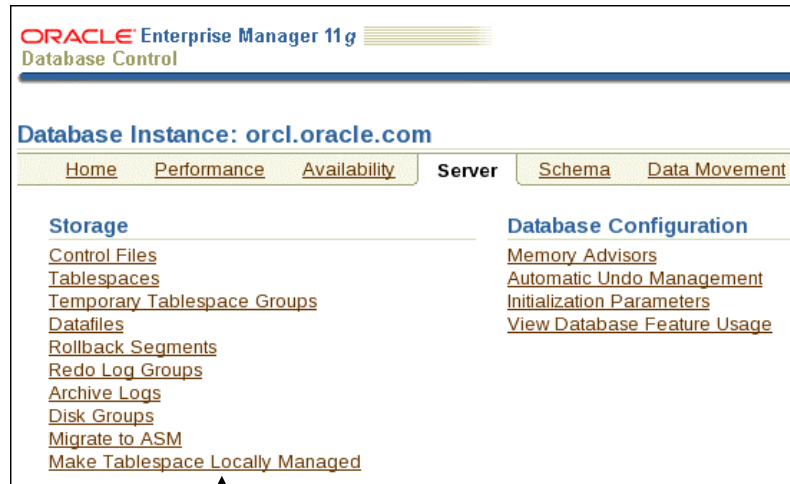 ORACLE Enterprise Manager 11g
Database Control
Database Instance: orcl.oracle.com
Home Performance Availability Server Schema Data Movement
Storage
Control Files
Tablespaces
Temporary Tablespace Groups
Datafiles
Rollback Segments
Redo Log Groups
Archive Logs
Disk Groups
Migrate to ASM
Make Tablespace Locally Managed
Database Configuration
Memory Advisors
Automatic Undo Management
Initialization Parameters
View Database Feature Usage